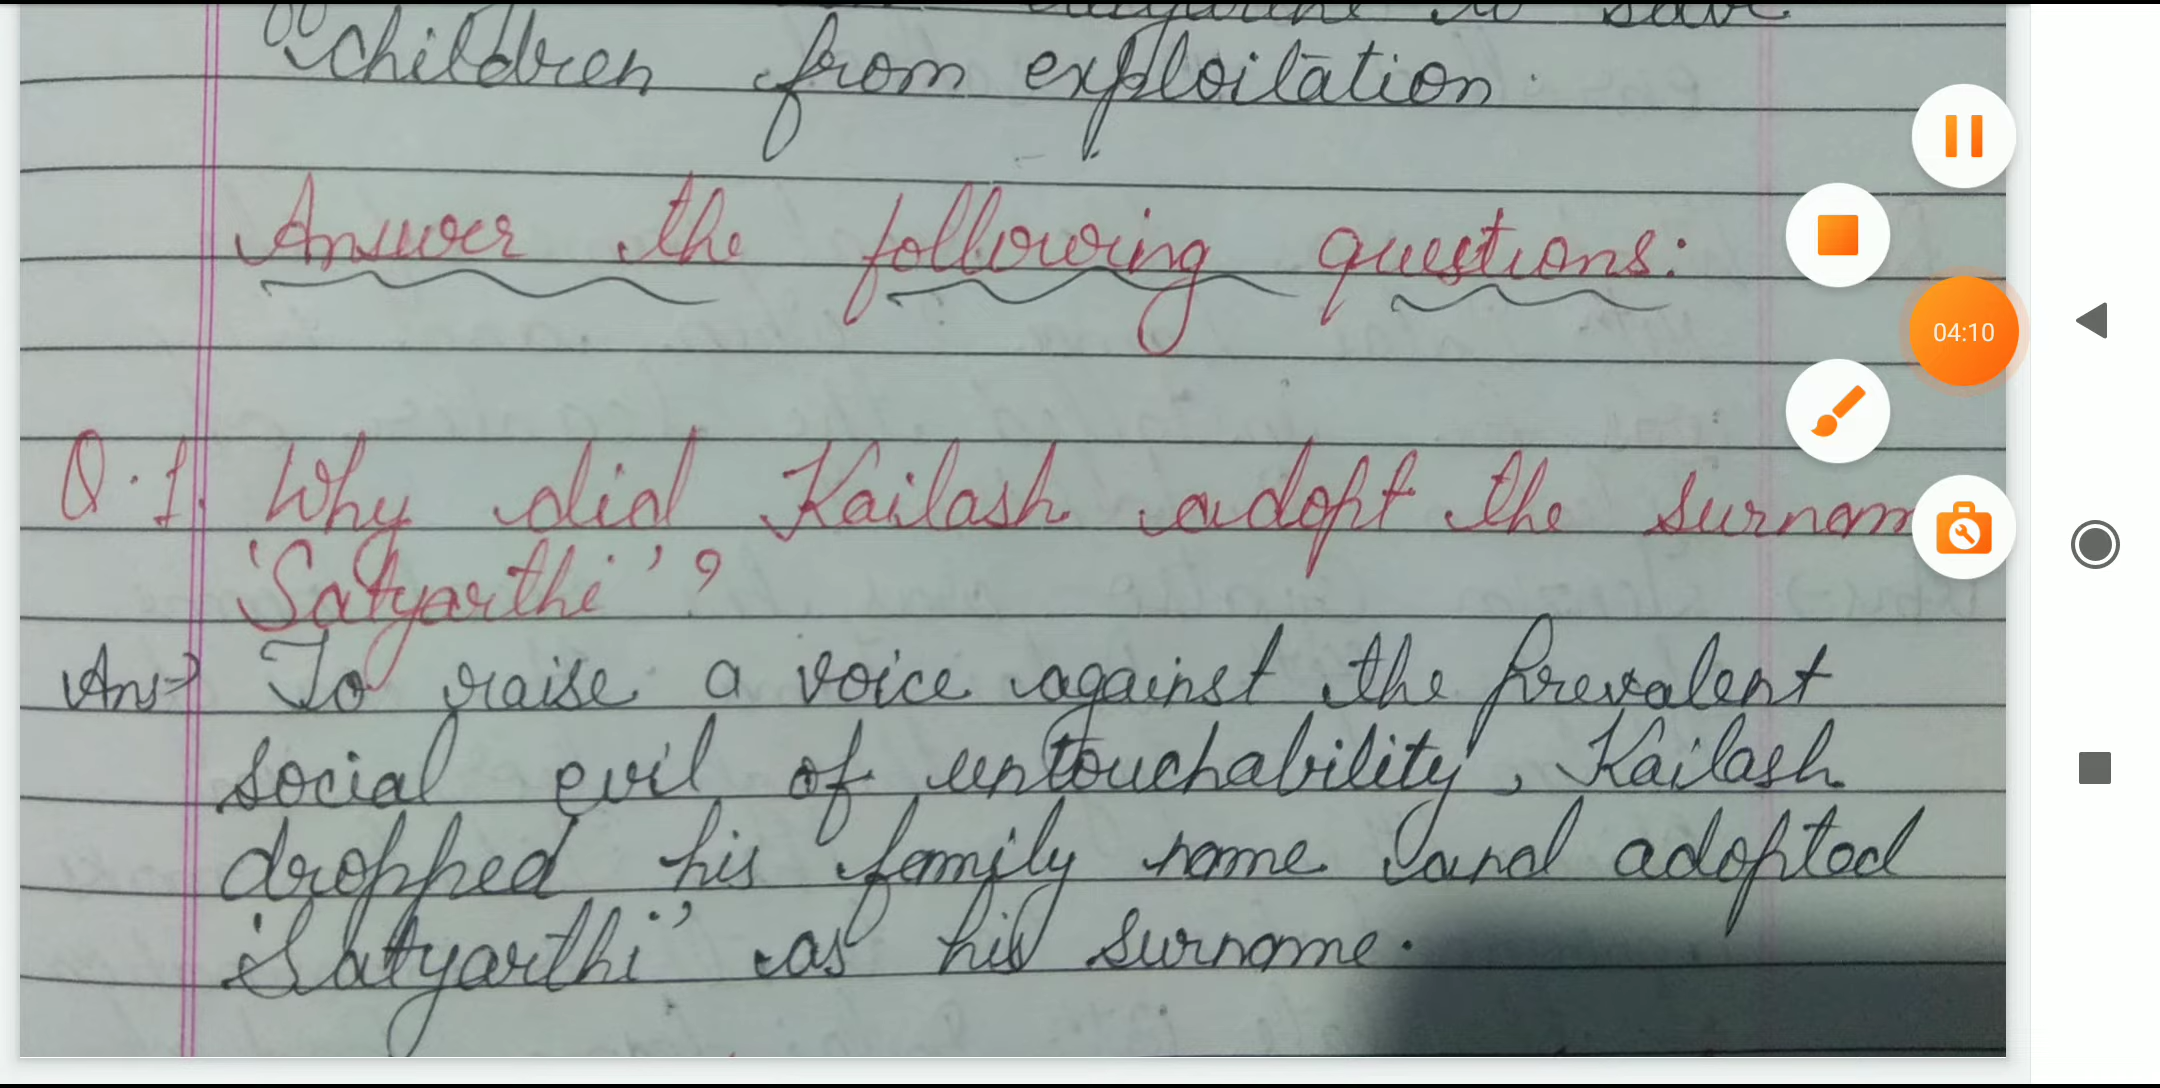 to save
children from exploitation.
Answer the following questions:
Q.1. Why did Kailash adopt the surnam
'Satyarthi'?
Ans→ To raise a voice against the prevalent
social evil of untouchability, Kailash
dropped his family name and adopted
'Satyarthi' as his surname.
04:10